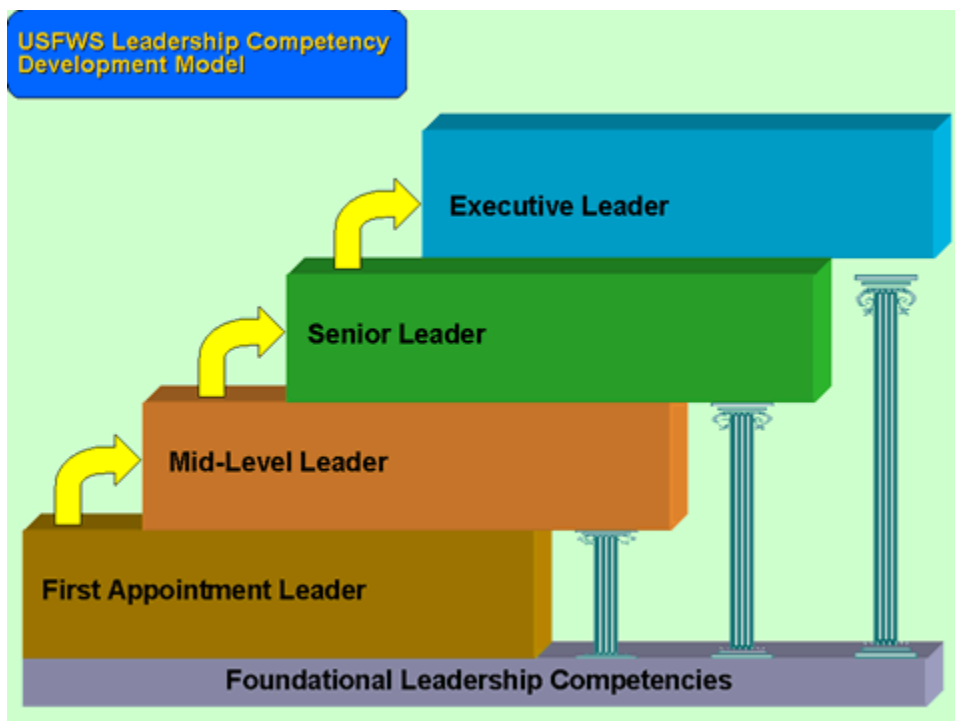 USFWS Leadership Competency
Development Model
Executive Leader
Senior Leader
Mid-Level Leader
First Appointment Leader
Foundational Leadership Competencies